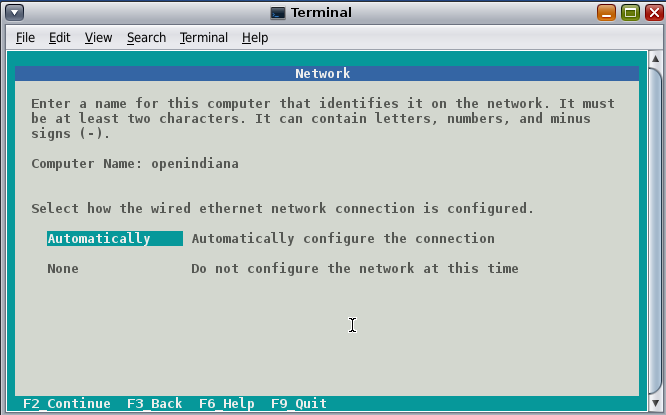 Terminal
File Edit View Search Terminal Help
Network
Enter a name for this computer that identifies it on the network. It must
be at least two characters. It can contain letters, numbers, and minus
signs (-).
Computer Name: openindiana
Select how the wired ethernet network connection is configured.
Automatically Automatically configure the connection
None Do not configure the network at this time
F2_Continue F3_Back F6_Help F9_Quit